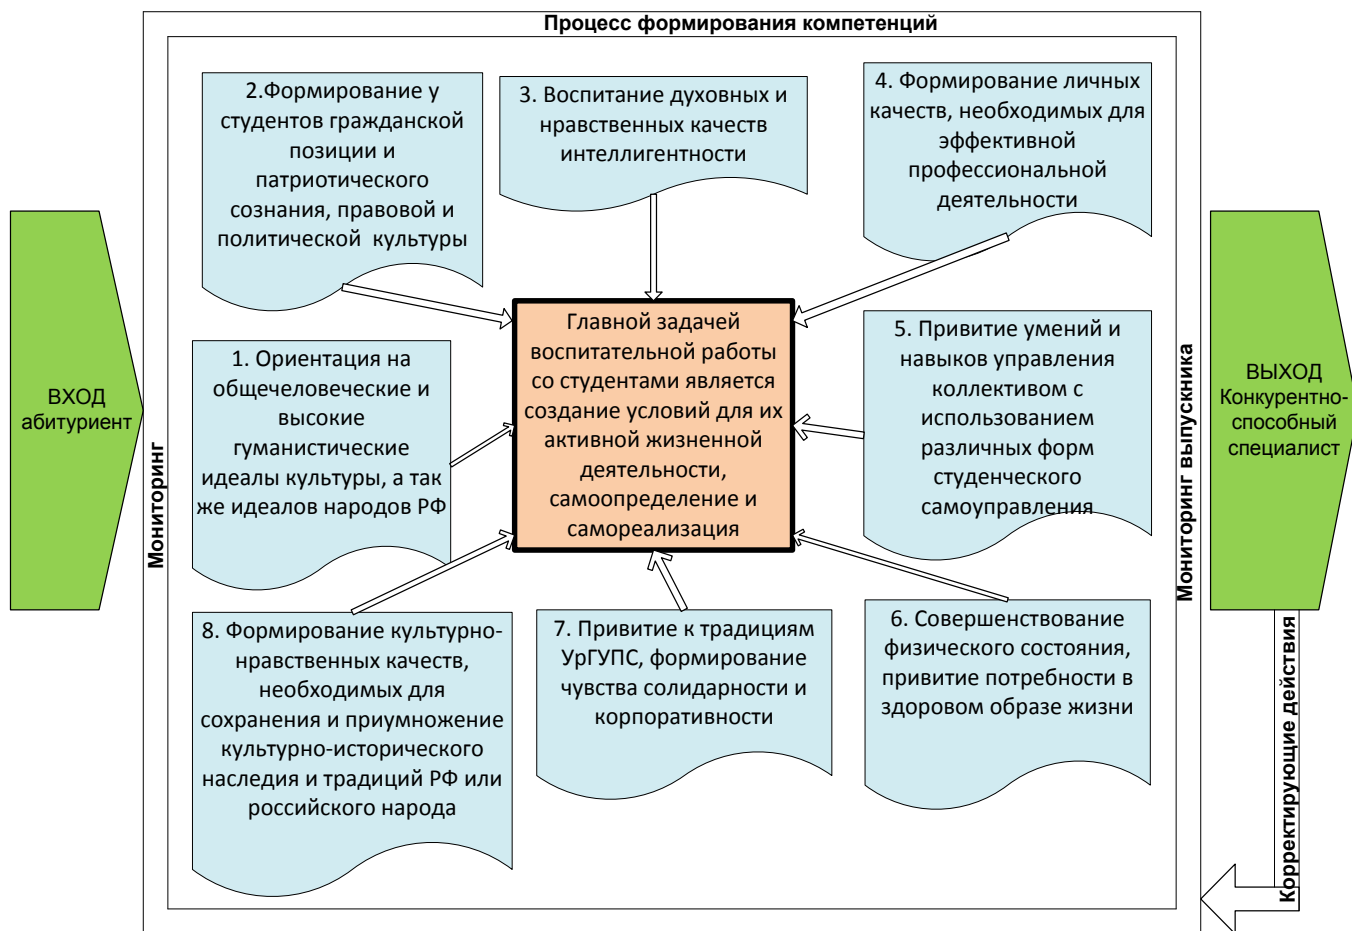 Процесс формирования компетенций
2.Формирование у
студентов гражданской
позиции и
патриотического
сознания, правовой и
политической культуры
3. Воспитание духовных и
нравственных качеств
интеллигентности
4. Формирование личных
качеств, необходимых для
эффективной
профессиональной
деятельности
ВХОД
абитуриент
Мониторинг
1. Ориентация на
общечеловеческие и
высокие
гуманистические
идеалы культуры, а так
же идеалов народов РФ
Главной задачей
воспитательной работы
со студентами является
создание условий для их
активной жизненной
деятельности,
самоопределение и
самореализация
5. Привитие умений и
навыков управления
коллективом с
использованием
различных форм
студенческого
самоуправления
Мониторинг выпускника
ВЫХОД
Конкурентно-
способный
специалист
8. Формирование культурно-
нравственных качеств,
необходимых для
сохранения и приумножение
культурно-исторического
наследия и традиций РФ или
российского народа
7. Привитие к традициям
УрГУПС, формирование
чувства солидарности и
корпоративности
6. Совершенствование
физического состояния,
привитие потребности в
здоровом образе жизни
Корректирующие действия